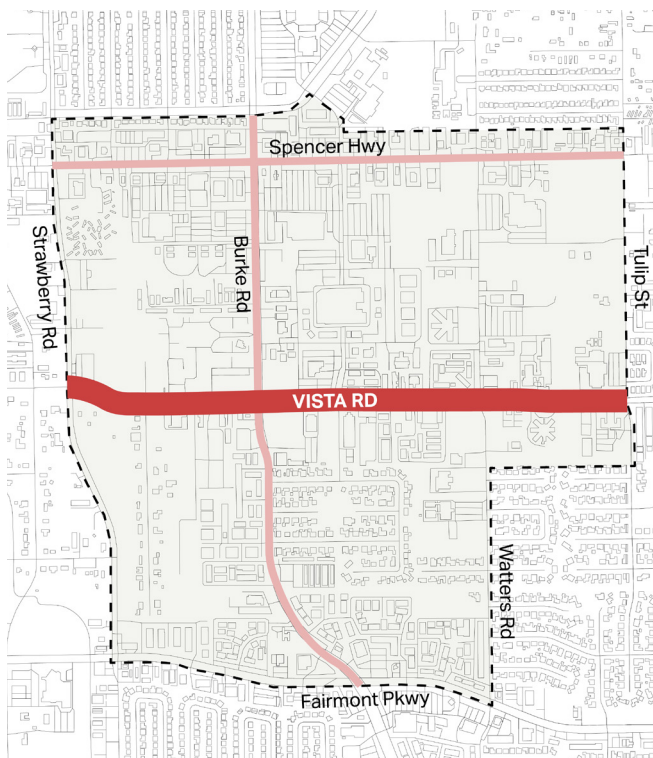 Spencer Hwy
Strawberry Rd
Burke Rd
Tulip St
VISTA RD
Watters Rd
Fairmont Pkwy